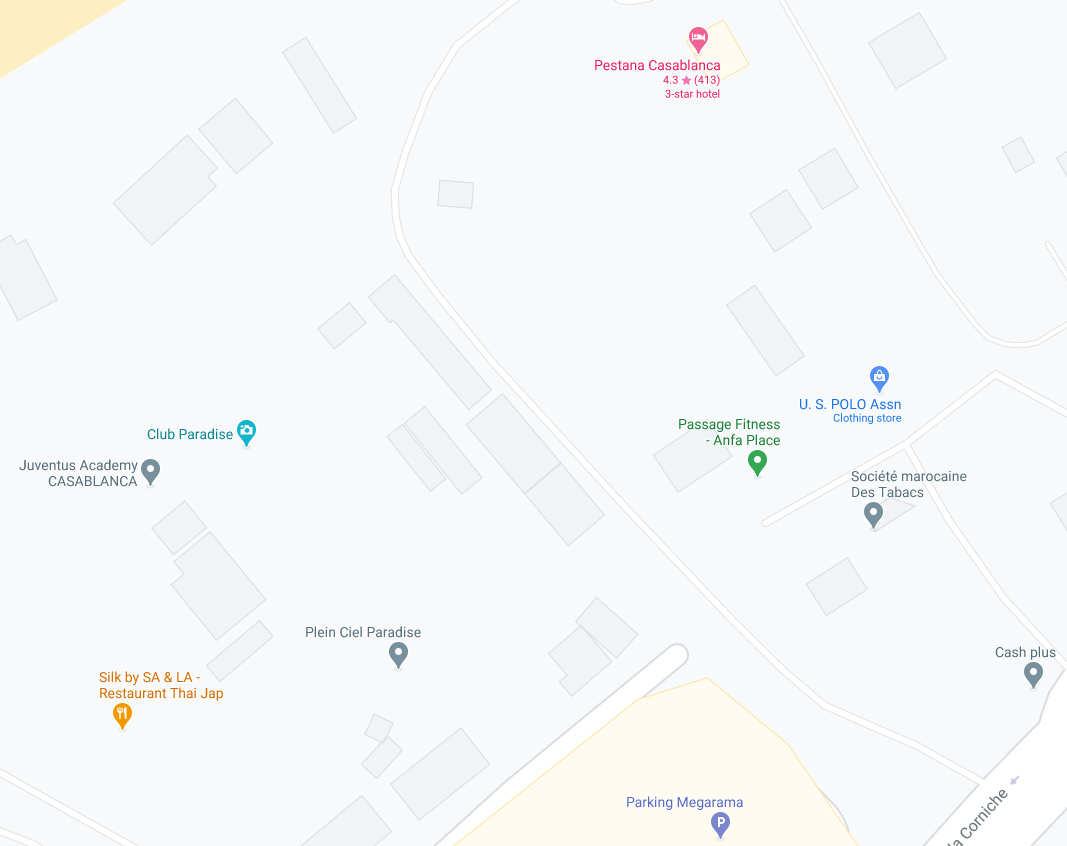 Pestana Casablanca
4.3 ★ (413)
3-star hotel
U. S. POLO Assn
Clothing store
Passage Fitness
- Anfa Place
Club Paradise
Juventus Academy
CASABLANCA
Société marocaine
Des Tabacs
Plein Ciel Paradise
Cash plus
Silk by SA & LA -
Restaurant Thai Jap
Parking Megarama
P
la Corniche